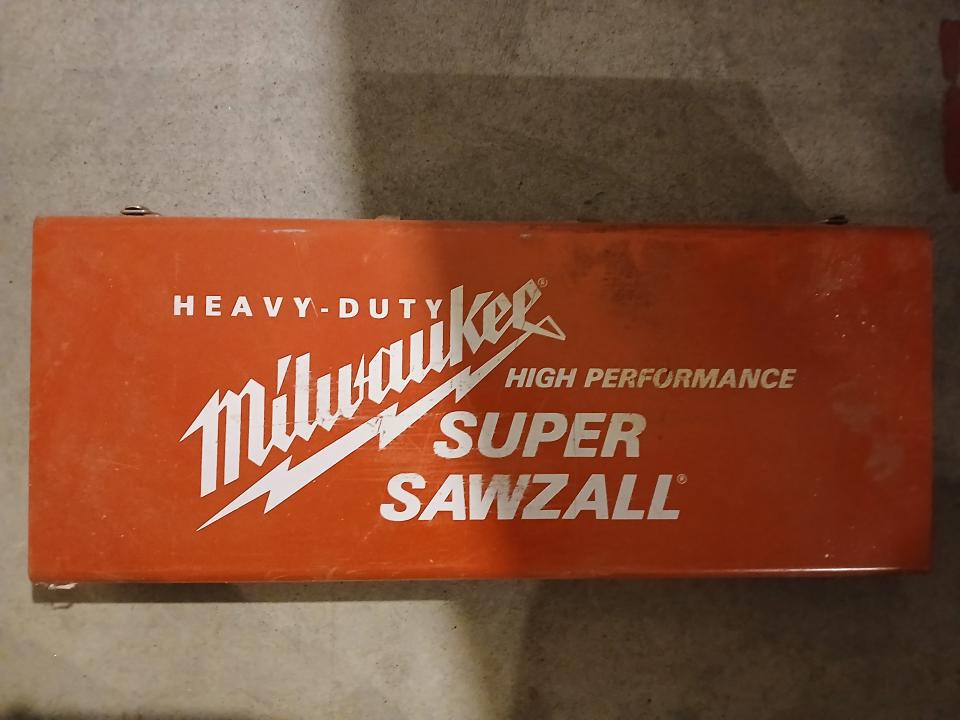 HEAVY-DUTY
Milwaukee®
HIGH PERFORMANCE
SUPER
SAWZALL®